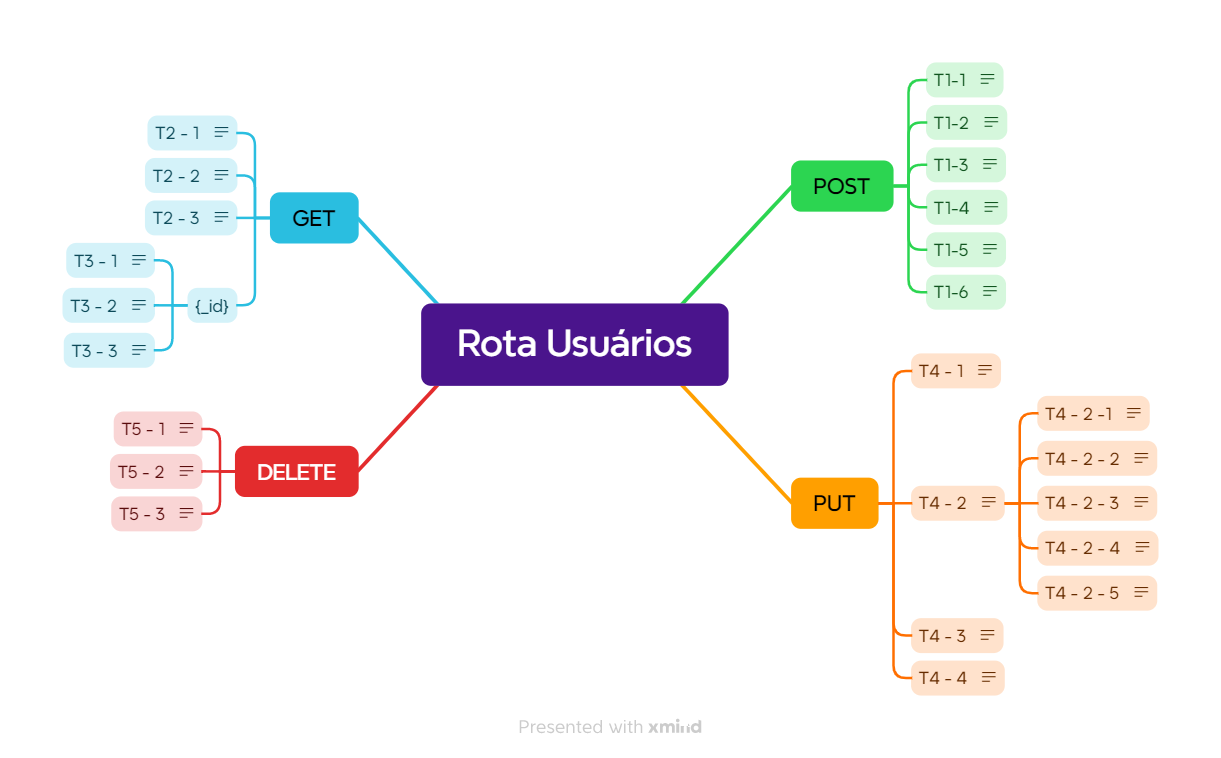 Rota Usuários
POST
T1-1
T1-2
T1-3
T1-4
T1-5
T1-6
PUT
T4 - 1
T4 - 2
T4 - 2 -1
T4 - 2 - 2
T4 - 2 - 3
T4 - 2 - 4
T4 - 2 - 5
T4 - 3
T4 - 4
GET
T2 - 1
T2 - 2
T2 - 3
{_id}
T3 - 1
T3 - 2
T3 - 3
DELETE
T5 - 1
T5 - 2
T5 - 3
Presented with xmind